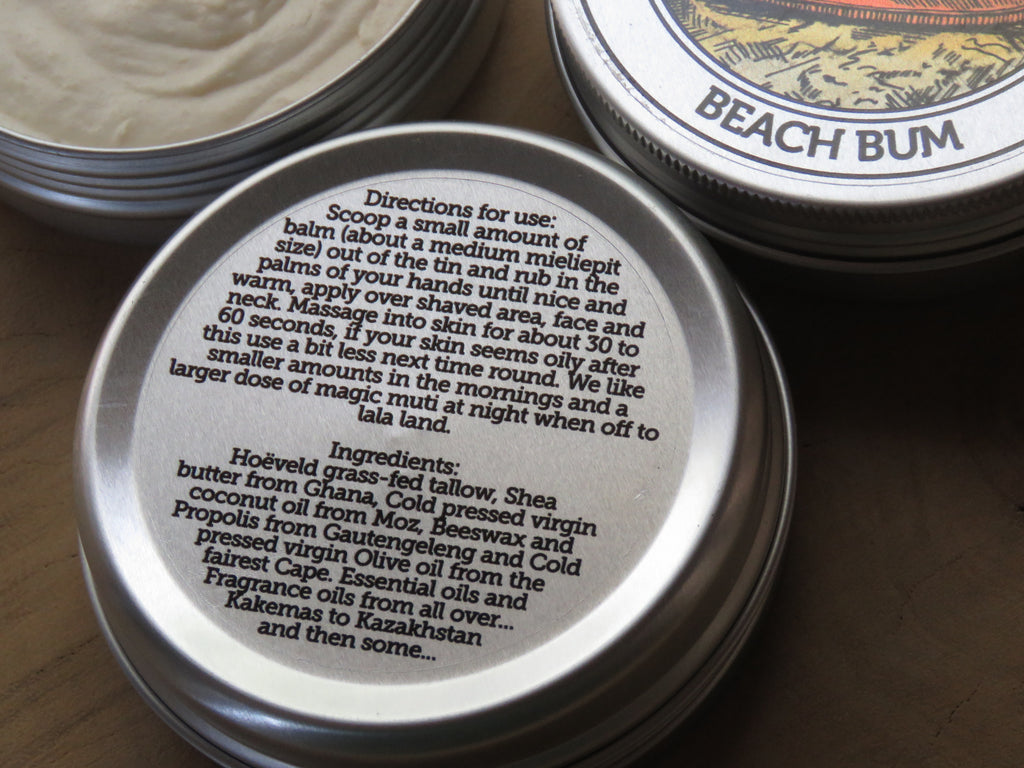 BEACH BUM
Directions for use:
Scoop a small amount of
balm (about a medium mieliepit
size) out of the tin and rub in the
palms of your hands until nice and
warm, apply over shaved area, face and
neck. Massage into skin for about 30 to
60 seconds, if your skin seems oily after
this use a bit less next time round. We like
smaller amounts in the mornings and a
larger dose of magic muti at night when off to
lala land.
Ingredients:
Hoëveld grass-fed tallow, Shea
butter from Ghana, Cold pressed virgin
coconut oil from Moz, Beeswax and
Propolis from Gautengeleng and Cold
pressed virgin Olive oil from the
fairest Cape. Essential oils and
Fragrance oils from all over...
Kakemas to Kazakhstan
and then some...